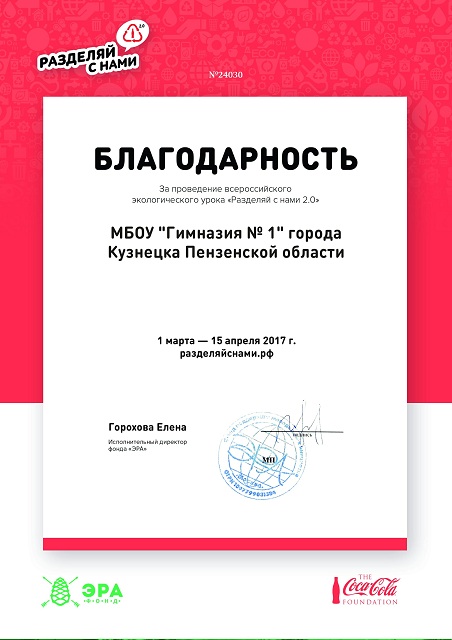 РАЗДЕЛЯЙ
С НАМИ
2.0
№24030
БЛАГОДАРНОСТЬ
За проведение всероссийского
экологического урока «Разделяй с нами 2.0»
МБОУ "Гимназия № 1" города
Кузнецка Пензенской области
1 марта — 15 апреля 2017 г.
разделяйснами.рф
Горохова Елена
Исполнительный директор
фонда «ЭРА»
подпись
МП
ЭРА
ФОНД
THE
Coca-Cola
FOUNDATION